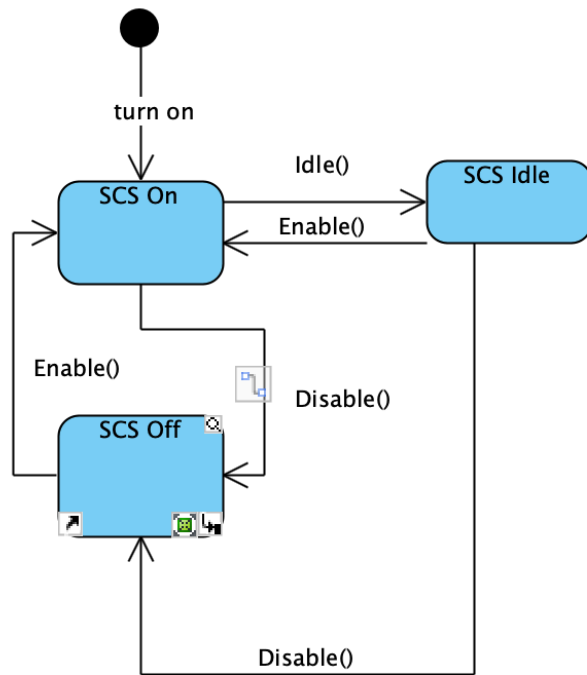 turn on
SCS On
Idle()
SCS Idle
Enable()
Enable()
Disable()
SCS Off
Disable()